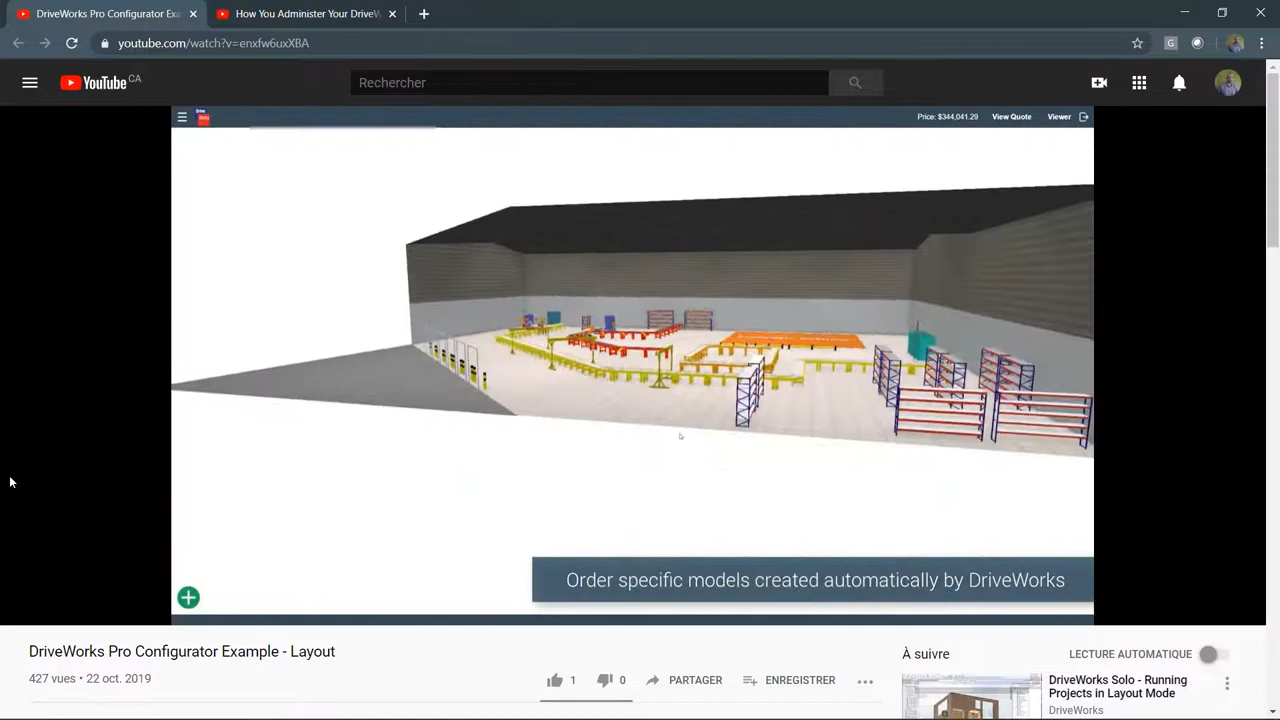 DriveWorks Pro Configurator Exa
How You Administer Your DriveW
youtube.com/watch?v=enxfw6uxXBA
G
YouTube CA
Rechercher
Drive
Price: $344,041.29
View Quote
Viewer
Order specific models created automatically by DriveWorks
DriveWorks Pro Configurator Example - Layout
427 vues • 22 oct. 2019
1
0
PARTAGER
ENREGISTRER
À suivre
LECTURE AUTOMATIQUE
DriveWorks Solo - Running
Projects in Layout Mode
DriveWorks